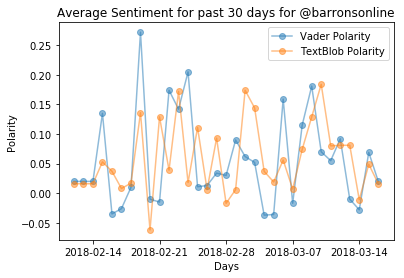 Average Sentiment for past 30 days for @barronsonline
Vader Polarity
TextBlob Polarity
Polarity
0.25
0.20
0.15
0.10
0.05
0.00
−0.05
2018-02-14 2018-02-21 2018-02-28 2018-03-07 2018-03-14
Days